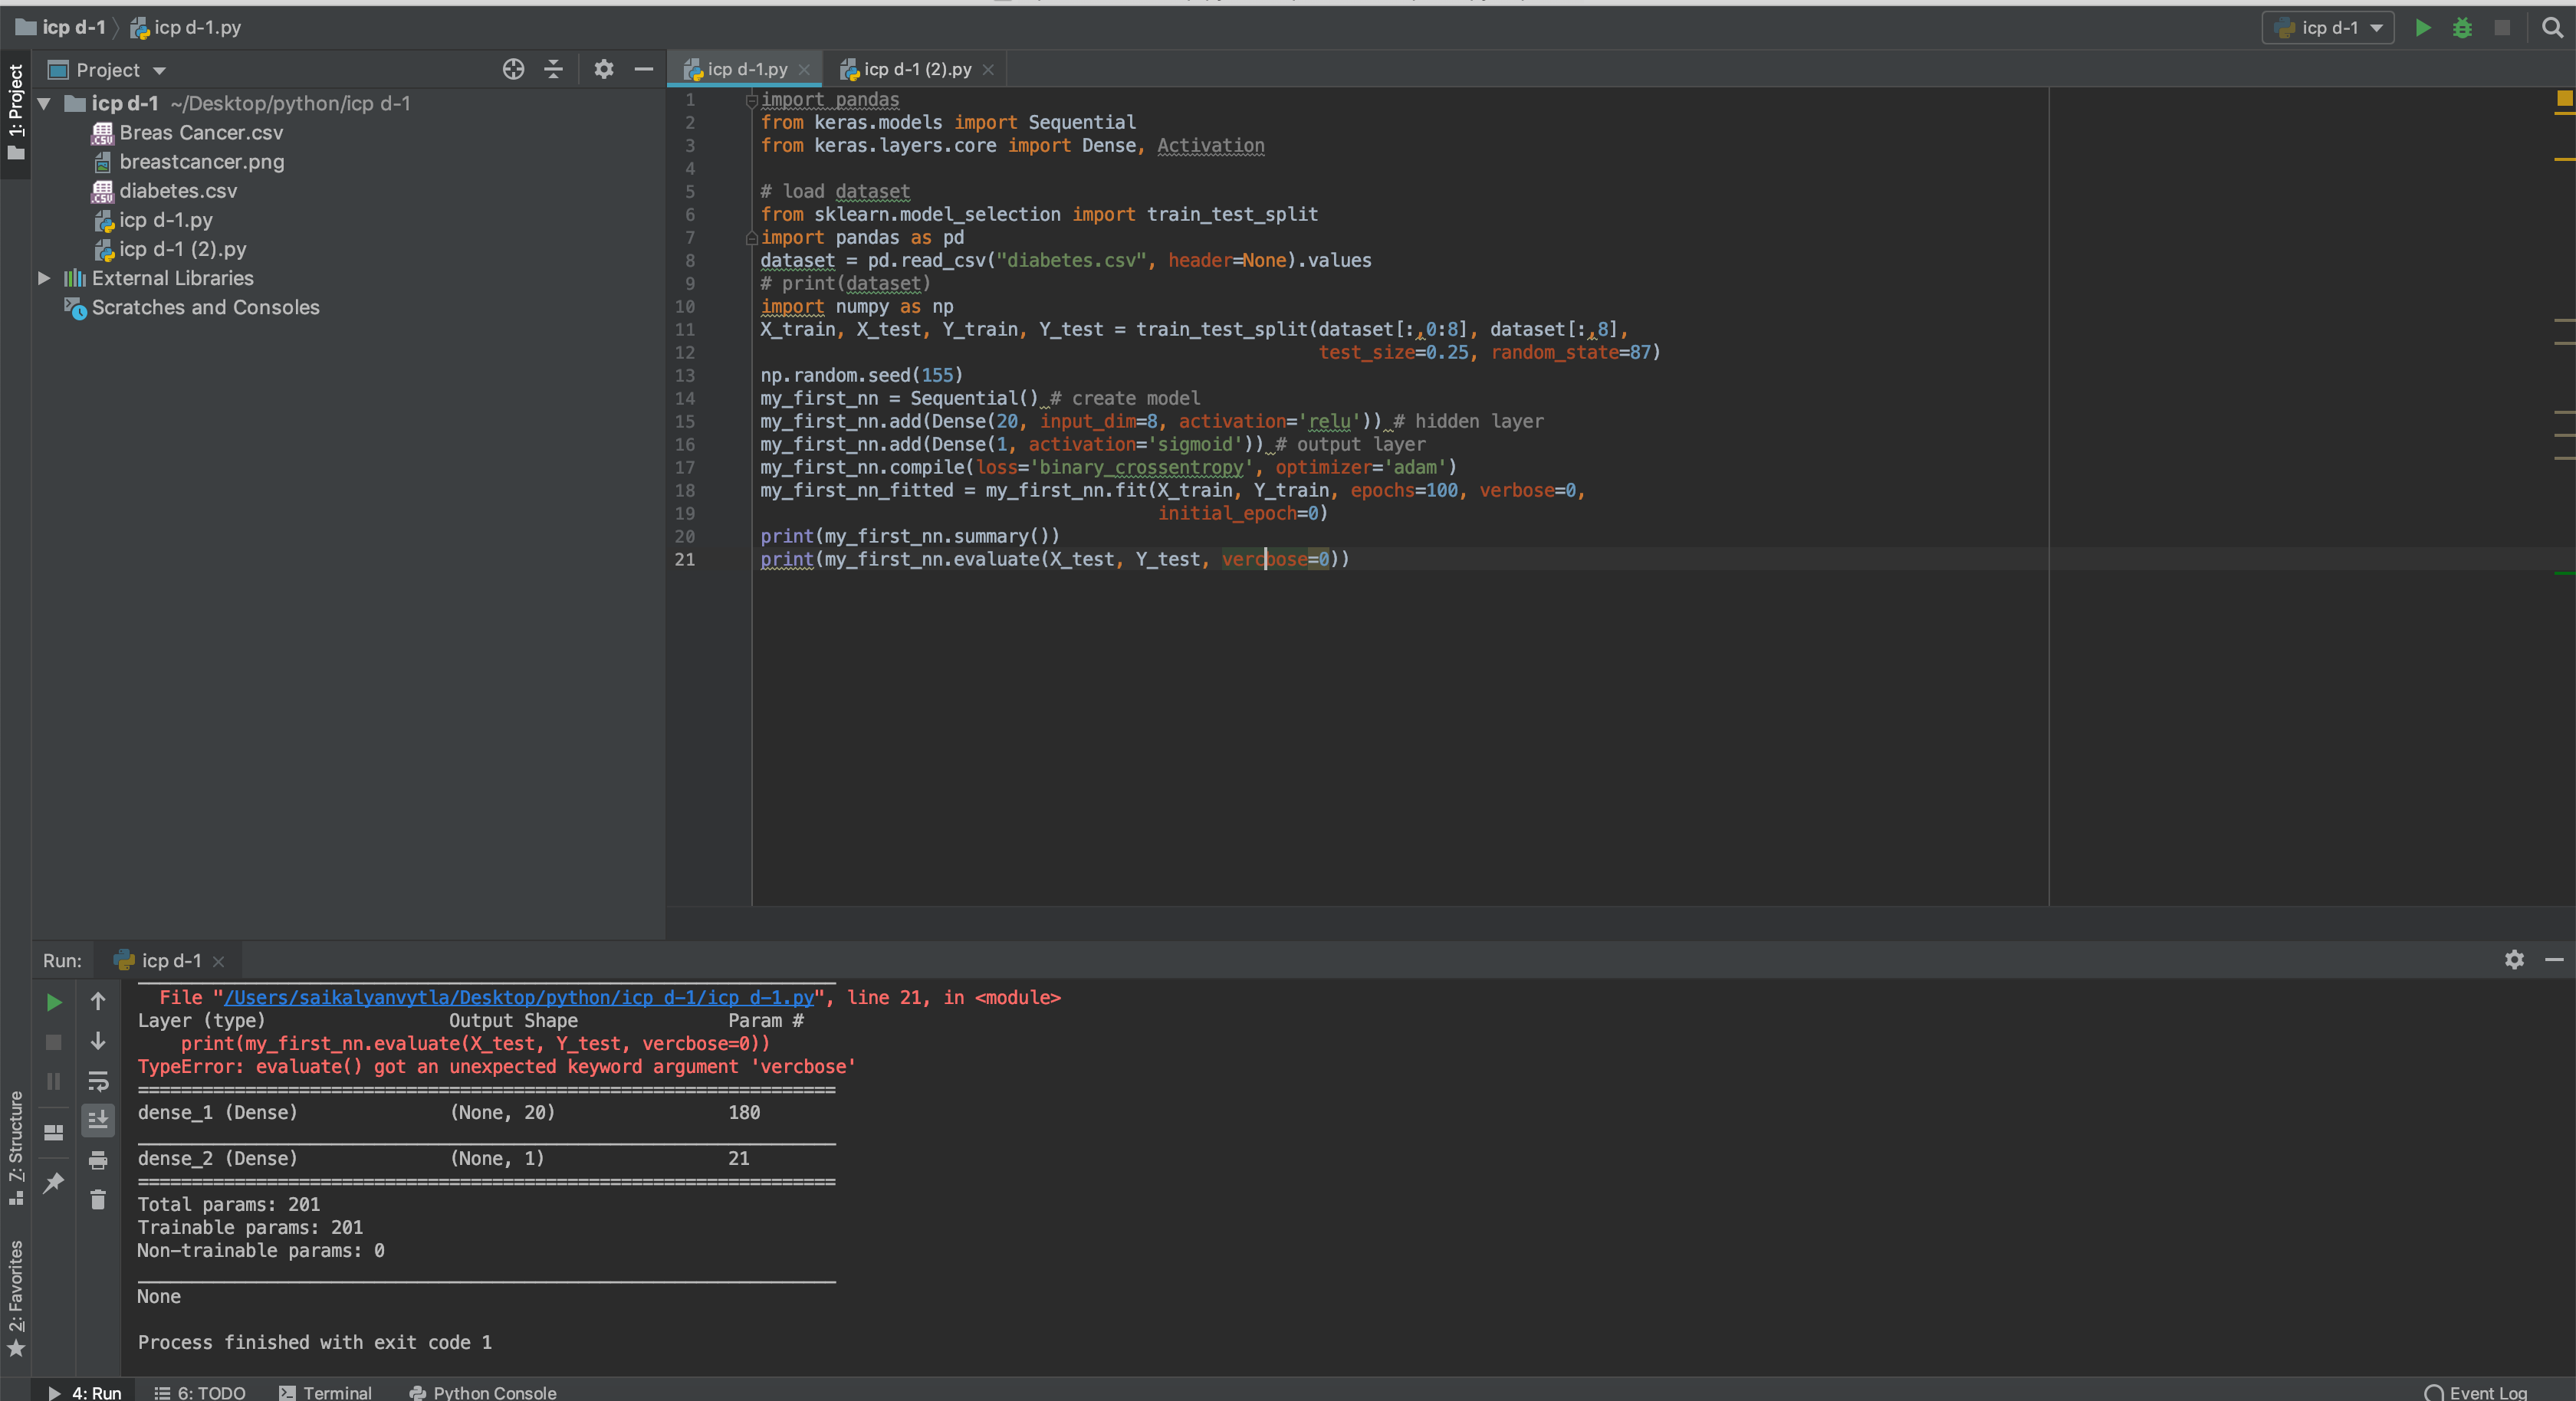 icp d-1 icp d-1.py icp d-1
1: Project
Project
icp d-1 ~/Desktop/python/icp d-1
Breas Cancer.csv
breastcancer.png
diabetes.csv
icp d-1.py
icp d-1 (2).py
External Libraries
Scratches and Consoles
icp d-1.py icp d-1 (2).py
1 import pandas
2 from keras.models import Sequential
3 from keras.layers.core import Dense, Activation
4
5 # load dataset
6 from sklearn.model_selection import train_test_split
7 import pandas as pd
8 dataset = pd.read_csv("diabetes.csv", header=None).values
9 # print(dataset)
10 import numpy as np
11 X_train, X_test, Y_train, Y_test = train_test_split(dataset[:,0:8], dataset[:,8],
12 test_size=0.25, random_state=87)
13 np.random.seed(155)
14 my_first_nn = Sequential() # create model
15 my_first_nn.add(Dense(20, input_dim=8, activation='relu')) # hidden layer
16 my_first_nn.add(Dense(1, activation='sigmoid')) # output layer
17 my_first_nn.compile(loss='binary_crossentropy', optimizer='adam')
18 my_first_nn_fitted = my_first_nn.fit(X_train, Y_train, epochs=100, verbose=0,
19 initial_epoch=0)
20 print(my_first_nn.summary())
21 print(my_first_nn.evaluate(X_test, Y_test, vercbose=0))
Run: icp d-1
File "/Users/saikalyanvytla/Desktop/python/icp d-1/icp d-1.py", line 21, in <module>
Layer (type) Output Shape Param #
print(my_first_nn.evaluate(X_test, Y_test, vercbose=0))
TypeError: evaluate() got an unexpected keyword argument 'vercbose'
=================================================================
dense_1 (Dense) (None, 20) 180
_________________________________________________________________
dense_2 (Dense) (None, 1) 21
=================================================================
Total params: 201
Trainable params: 201
Non-trainable params: 0
_________________________________________________________________
None
Process finished with exit code 1
Z: Structure
2: Favorites
4: Run 6: TODO Terminal Python Console Event Log